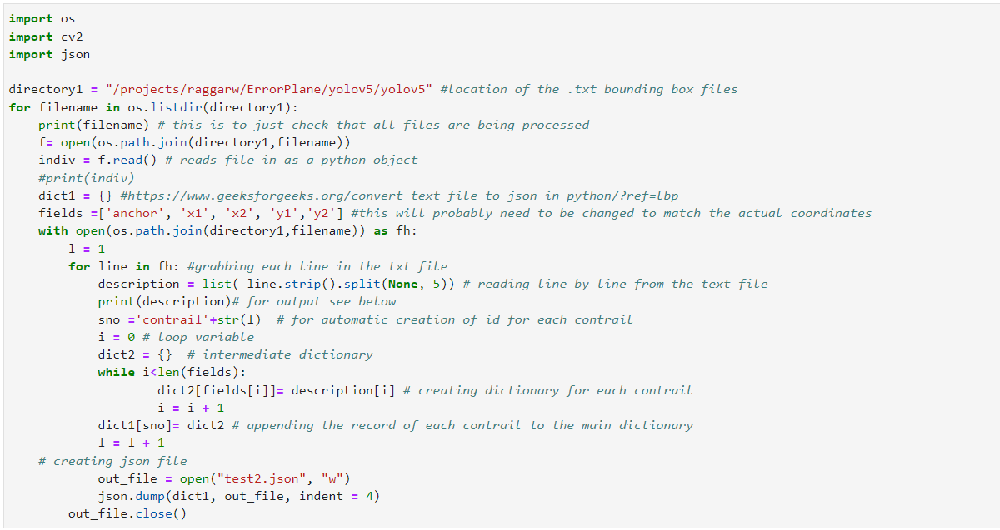 import os
import cv2
import json

directory1 = "/projects/raggarw/ErrorPlane/yolov5/yolov5" #location of the .txt bounding box files
for filename in os.listdir(directory1):
    print(filename) # this is to just check that all files are being processed
    f= open(os.path.join(directory1,filename))
    indiv = f.read() # reads file in as a python object
    #print(indiv)
    dict1 = {} #https://www.geeksforgeeks.org/convert-text-file-to-json-in-python/?ref=lbp
    fields =['anchor', 'x1', 'x2', 'y1','y2'] #this will probably need to be changed to match the actual coordinates
    with open(os.path.join(directory1,filename)) as fh:
        l = 1
        for line in fh: #grabbing each line in the txt file
            description = list( line.strip().split(None, 5)) # reading line by line from the text file
            print(description)# for output see below
            sno ='contrail'+str(l)  # for automatic creation of id for each contrail
            i = 0 # loop variable
            dict2 = {}  # intermediate dictionary
            while i<len(fields):
                    dict2[fields[i]]= description[i] # creating dictionary for each contrail
                    i = i + 1
            dict1[sno]= dict2 # appending the record of each contrail to the main dictionary
            l = l + 1
    # creating json file
            out_file = open("test2.json", "w")
            json.dump(dict1, out_file, indent = 4)
        out_file.close()